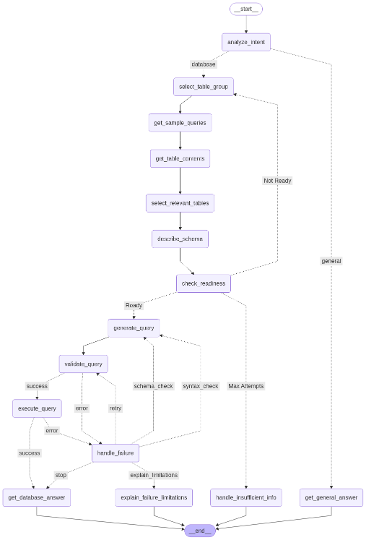 __start__
analyze_intent
database
select_table_group
get_sample_queries
get_table_contents
select_relevant_tables
describe_schema
Not Ready
general
check_readiness
Ready
generate_query
validate_query
success
error
retry
schema_check
syntax_check
Max Attempts
execute_query
error
handle_failure
success
stop
explain_limitations
get_database_answer
explain_failure_limitations
handle_insufficient_info
get_general_answer
__end__